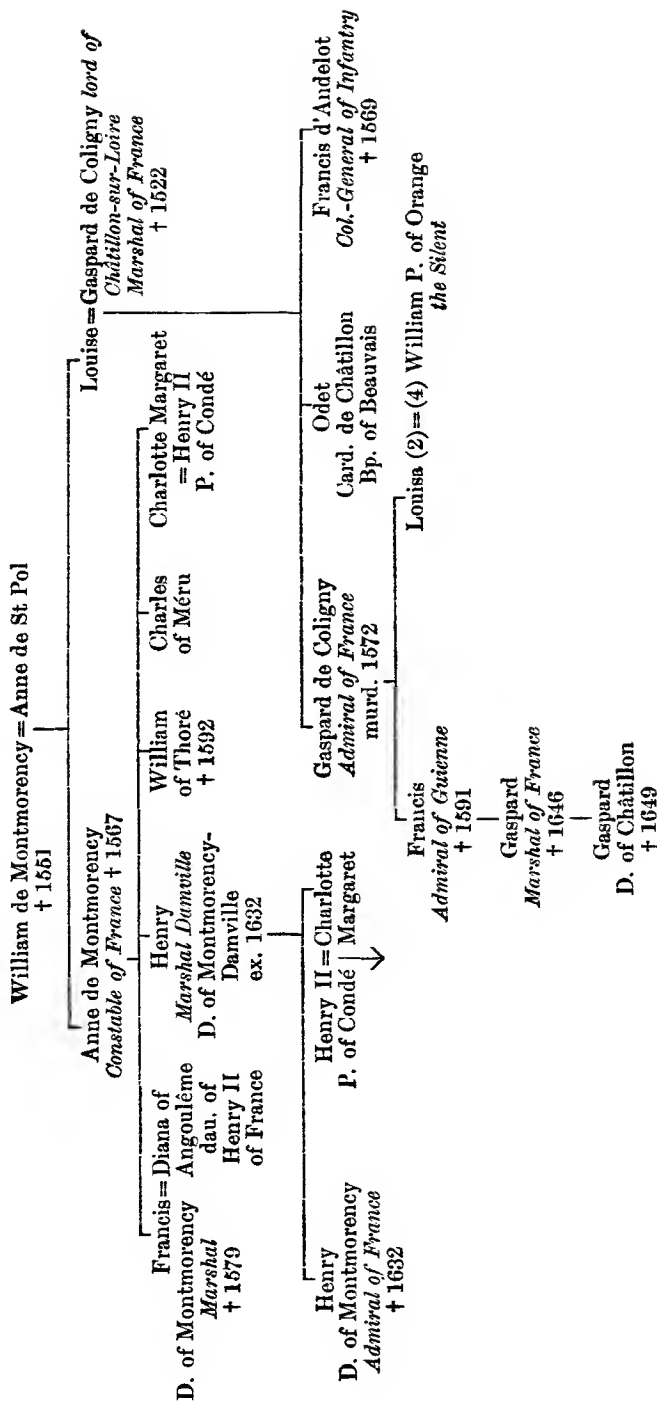 William de Montmorency = Anne de St Pol
† 1551
Anne de Montmorency
Constable of France † 1567
Louise = Gaspard de Coligny lord of
Châtillon-sur-Loire
Marshal of France
† 1522
Francis = Diana of
D. of Montmorency Angoulême
Marshal dau. of
† 1579 Henry II
of France
Henry
Marshal Damville
D. of Montmorency-
Damville
ex. 1632
William
of Thoré
† 1592
Charles
of Méru
Charlotte Margaret
= Henry II
P. of Condé
Gaspard de Coligny
Admiral of France
murd. 1572
Odet
Card. de Châtillon
Bp. of Beauvais
Francis d'Andelot
Col.-General of Infantry
† 1569
Henry
D. of Montmorency
Admiral of France
† 1632
Henry II = Charlotte
P. of Condé Margaret
Francis
Admiral of Guienne
† 1591
Louisa (2) = (4) William P. of Orange
the Silent
Gaspard
Marshal of France
† 1646
Gaspard
D. of Châtillon
† 1649